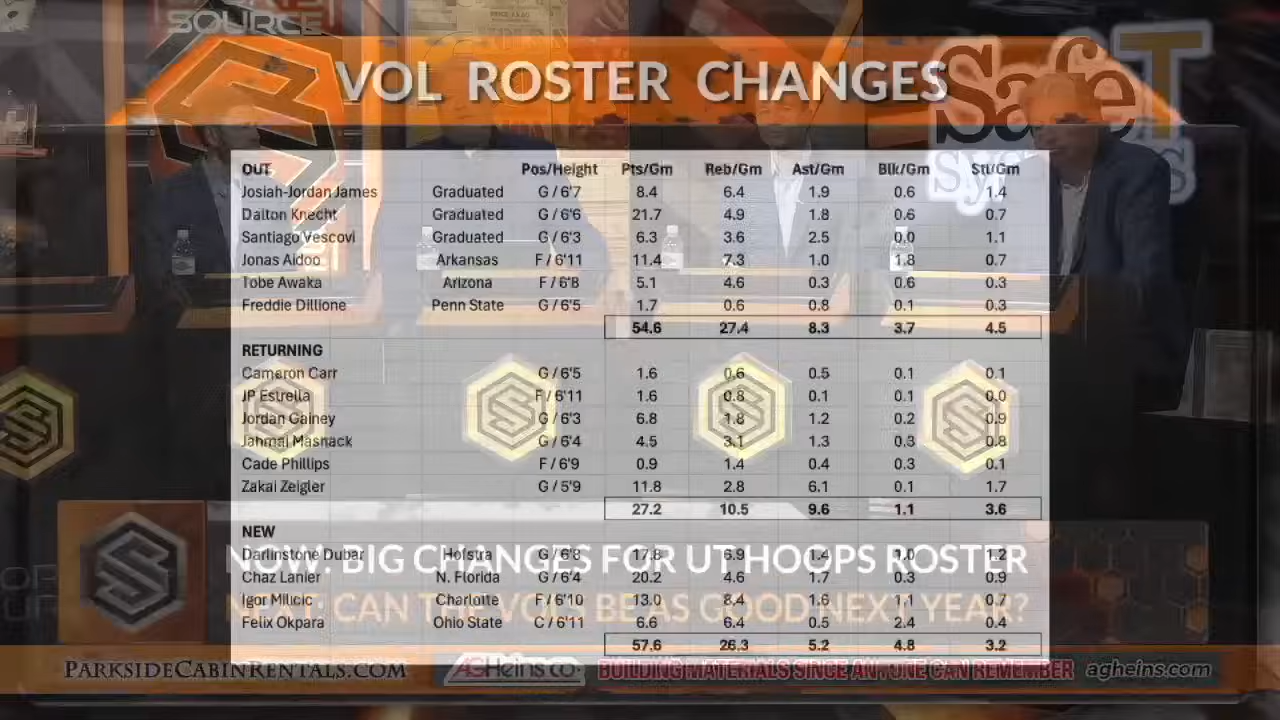 SOURCE
VOL ROSTER CHANGES
Safe T
Sy
OUT Pos/Height Pts/Gm Reb/Gm Ast/Gm Blk/Gm Stl/Gm
Josiah-Jordan James Graduated G / 6'7 8.4 6.4 1.9 0.6 1.4
Dalton Knecht Graduated G / 6'6 21.7 4.9 1.8 0.6 0.7
Santiago Vescovi Graduated G / 6'3 6.3 3.6 2.5 0.0 1.1
Jonas Aidoo Arkansas F / 6'11 11.4 7.3 1.0 1.8 0.7
Tobe Awaka Arizona F / 6'8 5.1 4.6 0.3 0.6 0.3
Freddie Dillione Penn State G / 6'5 1.7 0.6 0.8 0.1 0.3
54.6 27.4 8.3 3.7 4.5
RETURNING
Cameron Carr G / 6'5 1.6 0.6 0.5 0.1 0.1
JP Estrella F / 6'11 1.6 0.8 0.1 0.1 0.0
Jordan Gainey G / 6'3 6.8 1.8 1.2 0.2 0.9
Jahmai Masnack G / 6'4 4.5 3.1 1.3 0.3 0.8
Cade Phillips F / 6'9 0.9 1.4 0.4 0.3 0.1
Zakai Zeigler G / 5'9 11.8 2.8 6.1 0.1 1.7
27.2 10.5 9.6 1.1 3.6
NEW
Darlinstone Dubar Hofstra G / 6'8 17.8 6.9 1.4 1.0 1.2
NOW: BIG CHANGES FOR UT HOOPS ROSTER
Chaz Lanier N. Florida G / 6'4 20.2 4.6 1.7 0.3 0.9
Igor Milicic Charlotte F / 6'10 13.0 8.4 1.6 1.1 0.7
NEXT: CAN THE VOLS BE AS GOOD NEXT YEAR?
Felix Okpara Ohio State C / 6'11 6.6 6.4 0.5 2.4 0.4
57.6 26.3 5.2 4.8 3.2
PARKSIDECABINRENTALS.COM AG Heins co BUILDING MATERIALS SINCE ANYONE CAN REMEMBER agheins.com